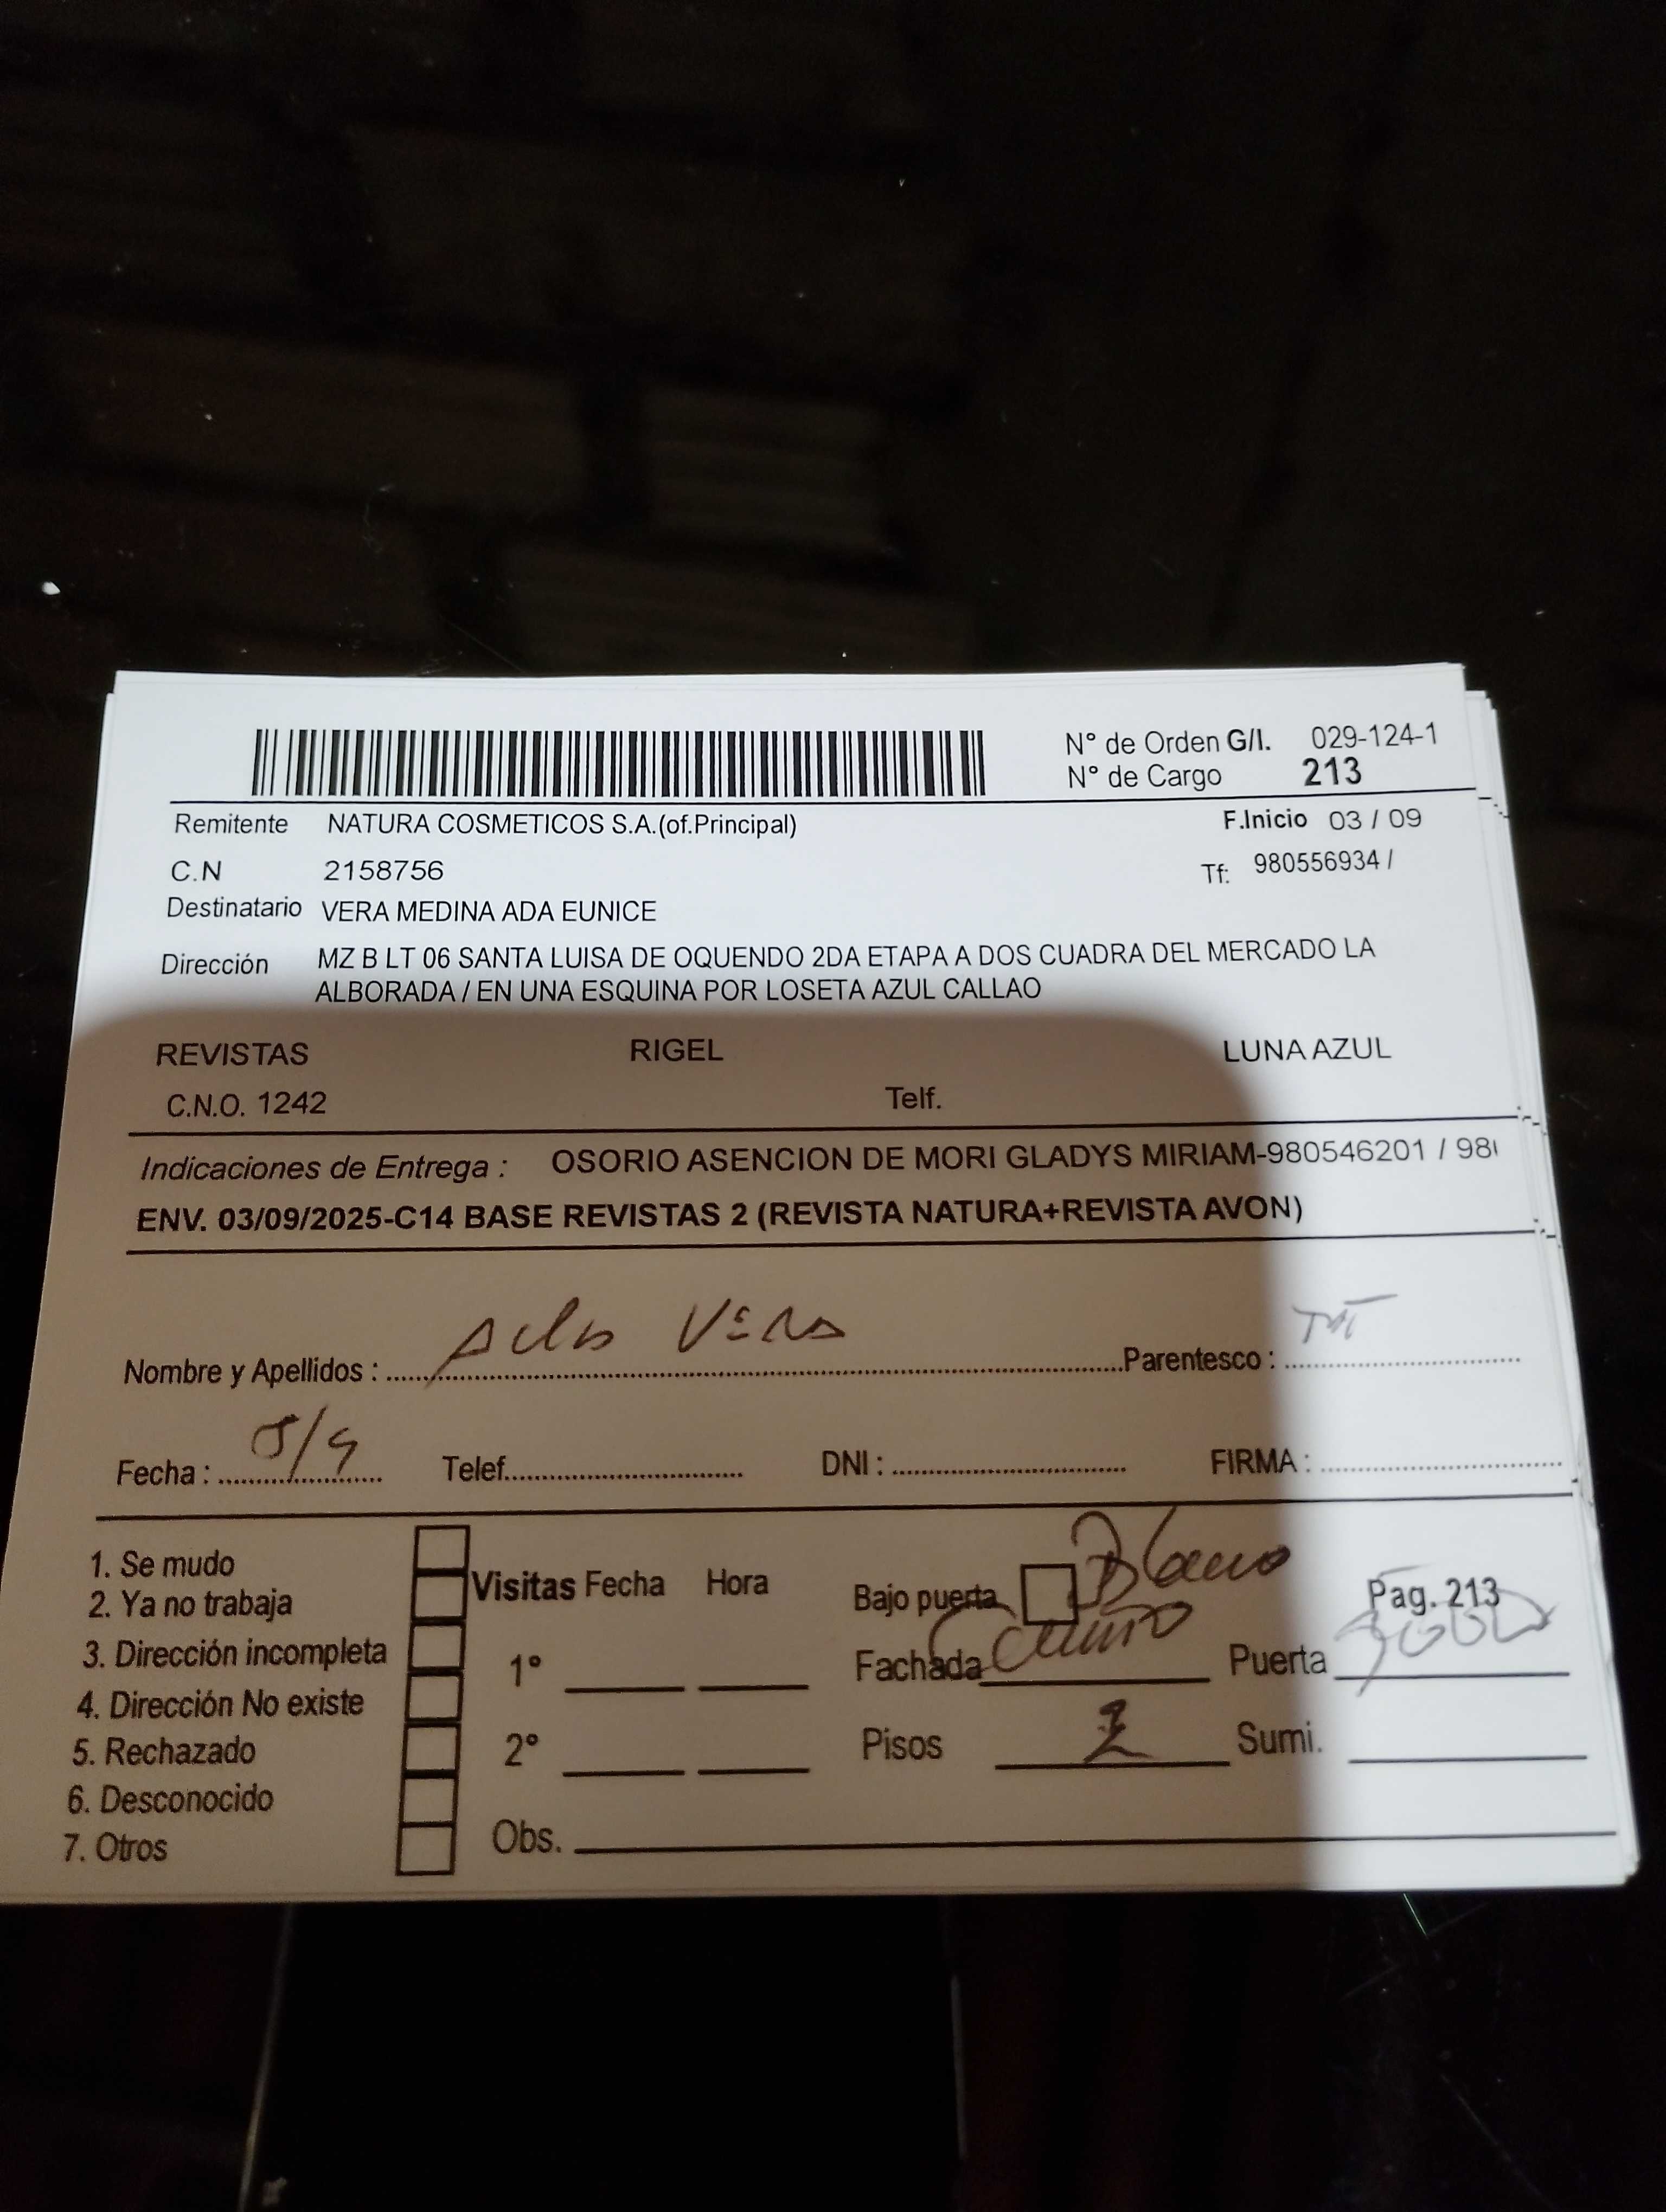 N° de Orden G/I. 029-124-1
N° de Cargo 213
Remitente NATURA COSMETICOS S.A.(of.Principal) F.Inicio 03 / 09
C.N 2158756 Tf: 980556934 /
Destinatario VERA MEDINA ADA EUNICE
Dirección MZ B LT 06 SANTA LUISA DE OQUENDO 2DA ETAPA A DOS CUADRA DEL MERCADO LA
ALBORADA / EN UNA ESQUINA POR LOSETA AZUL CALLAO
REVISTAS RIGEL LUNA AZUL
C.N.O. 1242 Telf.
Indicaciones de Entrega : OSORIO ASENCION DE MORI GLADYS MIRIAM-980546201 / 98
ENV. 03/09/2025-C14 BASE REVISTAS 2 (REVISTA NATURA+REVISTA AVON)
Nombre y Apellidos : Vera Parentesco : TIT
Fecha : Telef. DNI : FIRMA :
1. Se mudo
2. Ya no trabaja
3. Dirección incompleta
4. Dirección No existe
5. Rechazado
6. Desconocido
7. Otros
Visitas Fecha Hora
1°
2°
Obs.
Bajo puerta Blanco Pag. 213
Fachada Puerta
Pisos 2 Sumi.